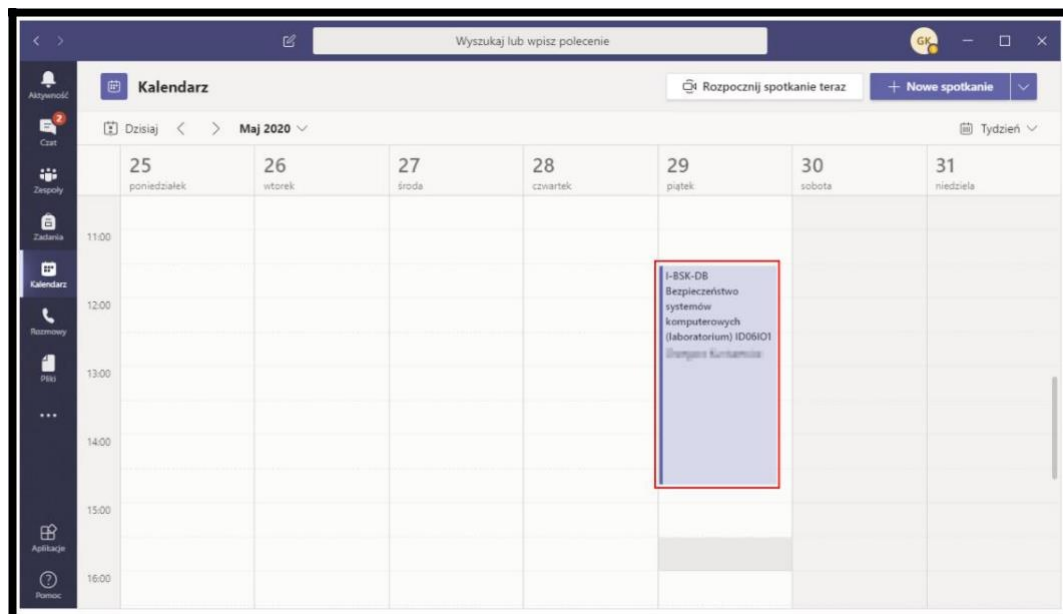 Wyszukaj lub wpisz polecenie
GK
Aktywność
Kalendarz
Rozpocznij spotkanie teraz
+ Nowe spotkanie
2
Czat
Dzisiaj
Maj 2020
Tydzień
Zespoły
25
poniedziałek
26
wtorek
27
środa
28
czwartek
29
piątek
30
sobota
31
niedziela
Zadania
11:00
Kalendarz
I-BSK-DB
Bezpieczeństwo
systemów
komputerowych
(laboratorium) ID06IO1
12:00
Rozmowy
13:00
Pliki
14:00
15:00
Aplikacje
16:00
Pomoc